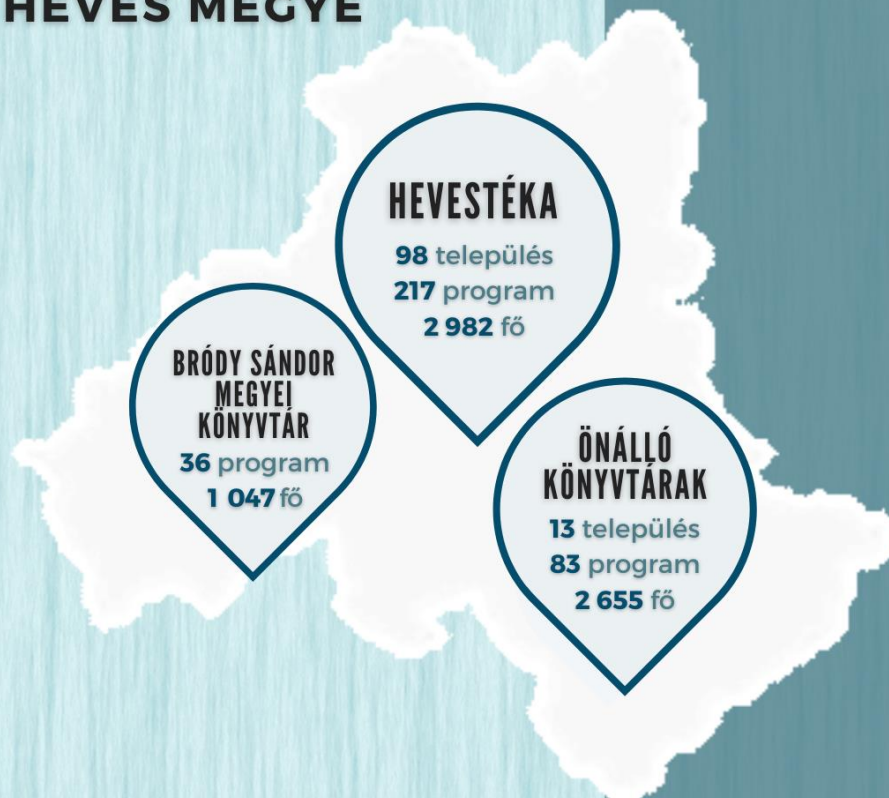 HEVES MEGYE
HEVESTÉKA
98 település
217 program
2 982 fő
BRÓDY SÁNDOR
MEGYEI
KÖNYVTÁR
36 program
1 047 fő
ÖNÁLLÓ
KÖNYVTÁRAK
13 település
83 program
2 655 fő